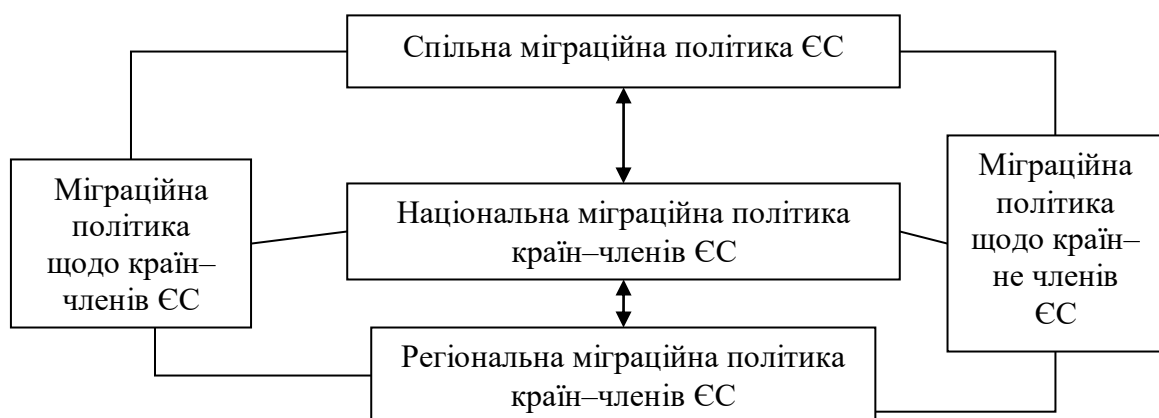 Спільна міграційна політика ЄС
Міграційна
політика
щодо країн–
членів ЄС
Національна міграційна політика
країн–членів ЄС
Міграційна
політика
щодо країн–
не членів
ЄС
Регіональна міграційна політика
країн–членів ЄС